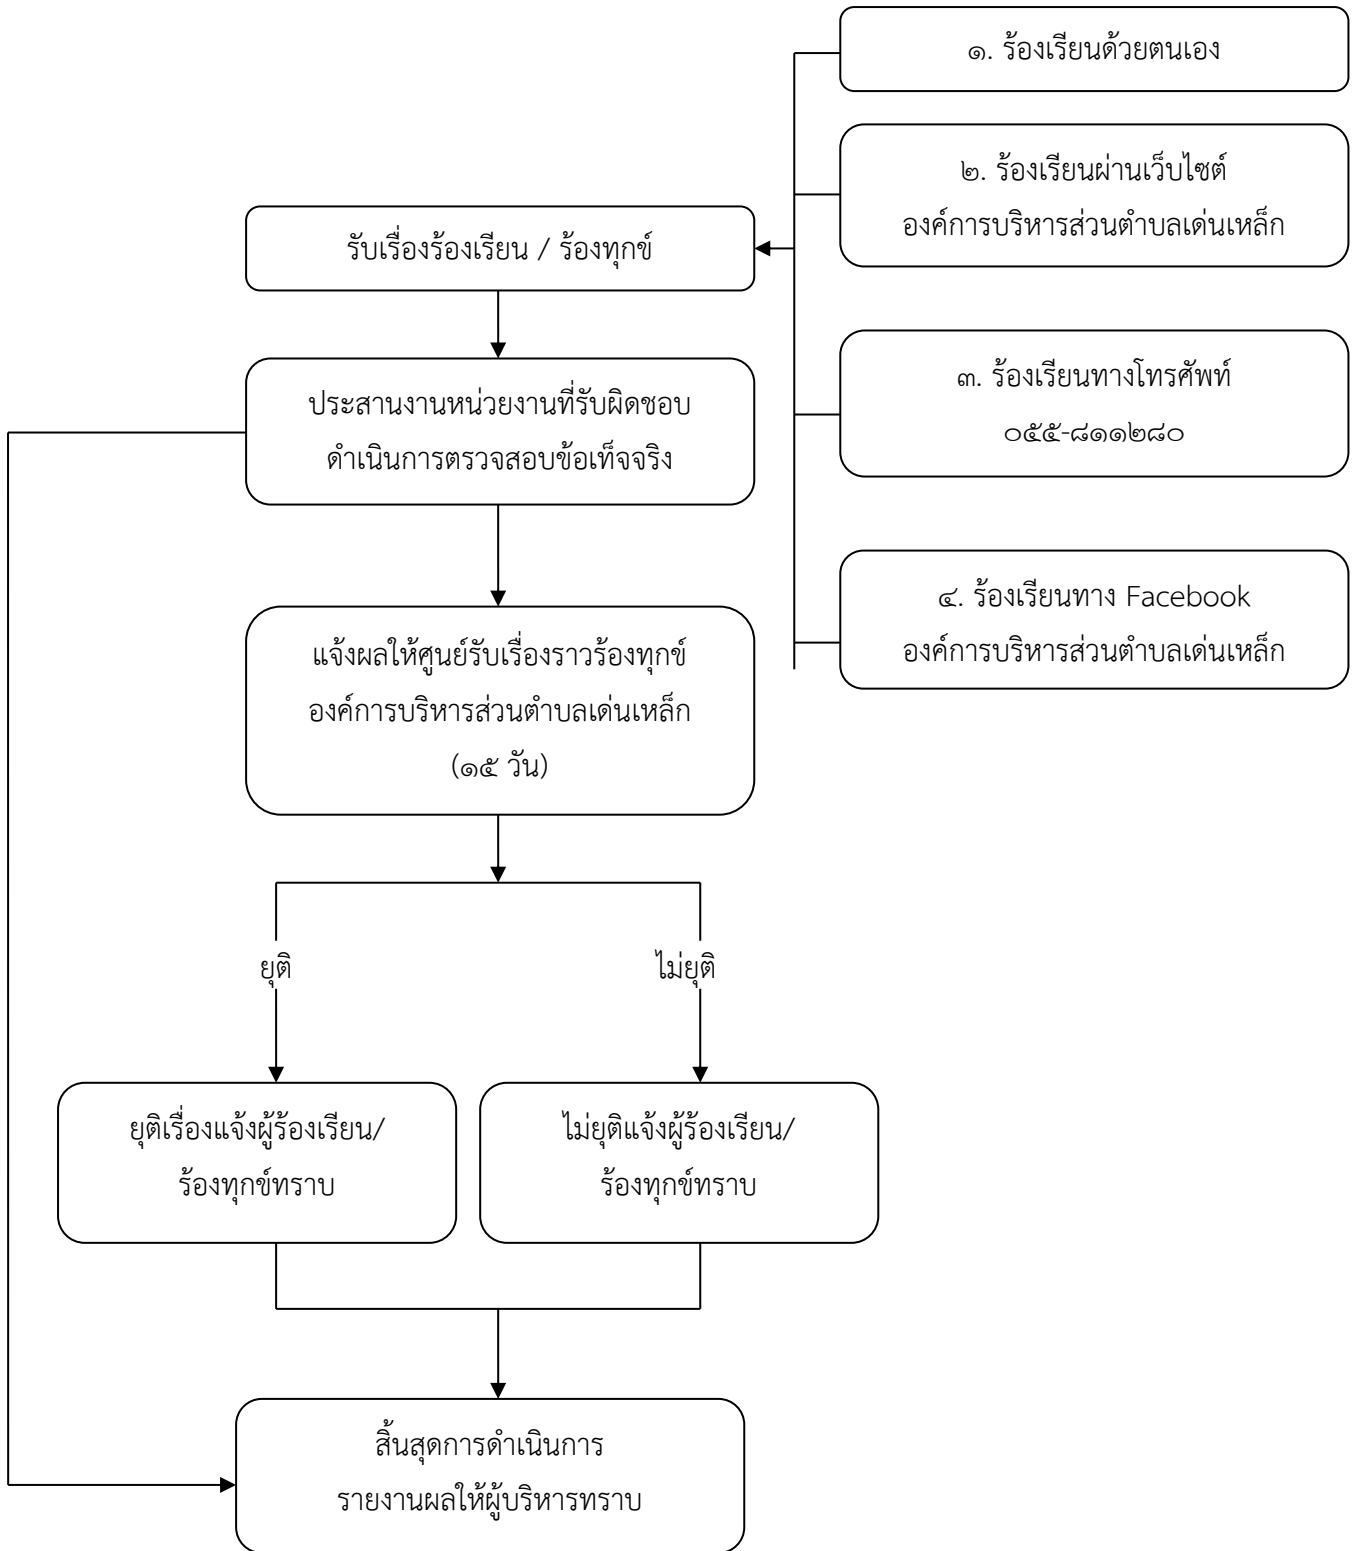 ๑. ร้องเรียนด้วยตนเอง
๒. ร้องเรียนผ่านเว็บไซต์
องค์การบริหารส่วนตำบลเด่นเหล็ก
รับเรื่องร้องเรียน / ร้องทุกข์
๓. ร้องเรียนทางโทรศัพท์
๐๕๕-๘๑๑๒๘๐
ประสานงานหน่วยงานที่รับผิดชอบ
ดำเนินการตรวจสอบข้อเท็จจริง
๔. ร้องเรียนทาง Facebook
องค์การบริหารส่วนตำบลเด่นเหล็ก
แจ้งผลให้ศูนย์รับเรื่องราวร้องทุกข์
องค์การบริหารส่วนตำบลเด่นเหล็ก
(๑๕ วัน)
ยุติ
ไม่ยุติ
ยุติเรื่องแจ้งผู้ร้องเรียน/
ร้องทุกข์ทราบ
ไม่ยุติแจ้งผู้ร้องเรียน/
ร้องทุกข์ทราบ
สิ้นสุดการดำเนินการ
รายงานผลให้ผู้บริหารทราบ